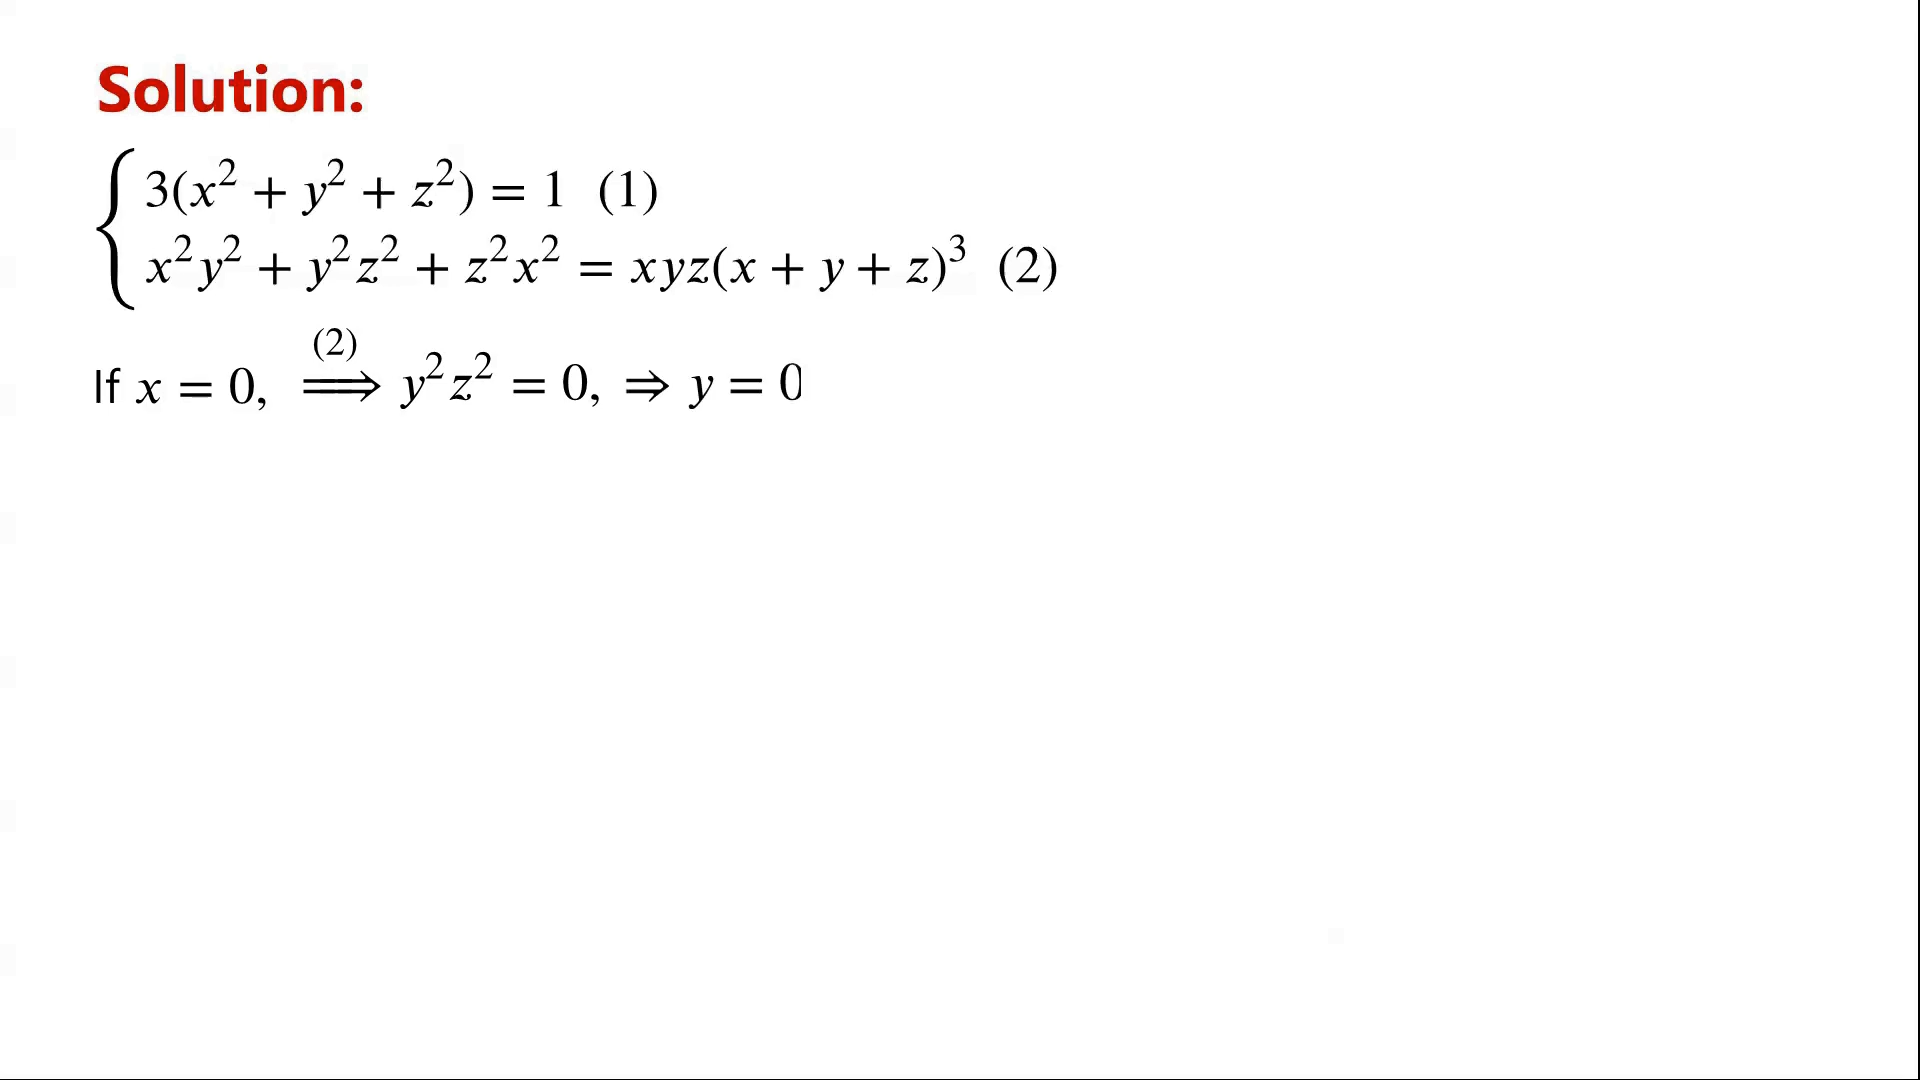 Solution:
3(x² + y² + z²) = 1 (1)
x²y² + y²z² + z²x² = xyz(x + y + z)³ (2)
If x = 0, ⟹ (2) y²z² = 0, ⇒ y = 0